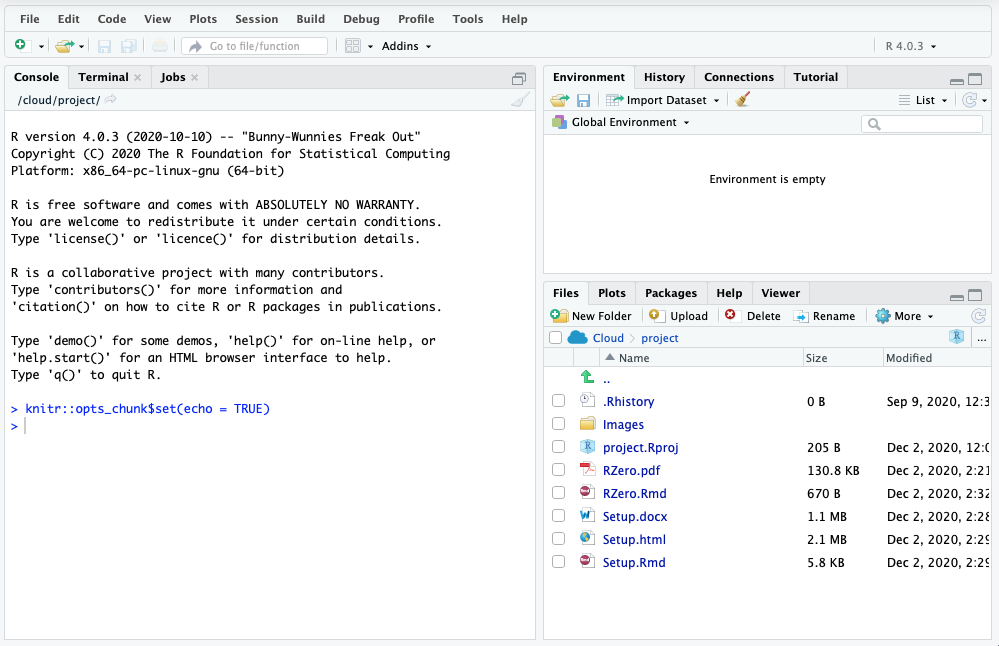 File Edit Code View Plots Session Build Debug Profile Tools Help
Go to file/function Addins R 4.0.3
Console Terminal Jobs
/cloud/project/
R version 4.0.3 (2020-10-10) -- "Bunny-Wunnies Freak Out"
Copyright (C) 2020 The R Foundation for Statistical Computing
Platform: x86_64-pc-linux-gnu (64-bit)
R is free software and comes with ABSOLUTELY NO WARRANTY.
You are welcome to redistribute it under certain conditions.
Type 'license()' or 'licence()' for distribution details.
R is a collaborative project with many contributors.
Type 'contributors()' for more information and
'citation()' on how to cite R or R packages in publications.
Type 'demo()' for some demos, 'help()' for on-line help, or
'help.start()' for an HTML browser interface to help.
Type 'q()' to quit R.
> knitr::opts_chunk$set(echo = TRUE)
>
Environment History Connections Tutorial
Import Dataset List
Global Environment
Environment is empty
Files Plots Packages Help Viewer
New Folder Upload Delete Rename More
Cloud > project ...
Name Size Modified
..
.Rhistory 0 B Sep 9, 2020, 12:3
Images
project.Rproj 205 B Dec 2, 2020, 12:0
RZero.pdf 130.8 KB Dec 2, 2020, 2:21
RZero.Rmd 670 B Dec 2, 2020, 2:32
Setup.docx 1.1 MB Dec 2, 2020, 2:28
Setup.html 2.1 MB Dec 2, 2020, 2:29
Setup.Rmd 5.8 KB Dec 2, 2020, 2:29